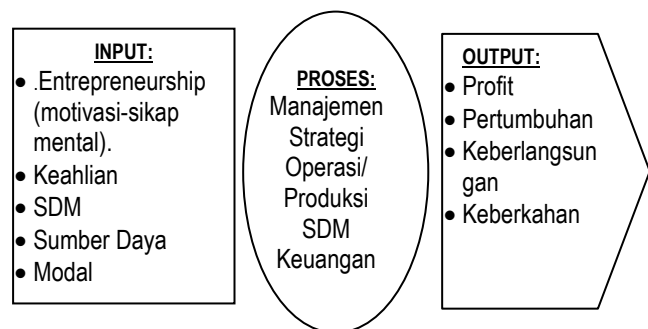 INPUT:
• .Entrepreneurship
(motivasi-sikap
mental).
• Keahlian
• SDM
• Sumber Daya
• Modal
PROSES:
Manajemen
Strategi
Operasi/
Produksi
SDM
Keuangan
OUTPUT:
• Profit
• Pertumbuhan
• Keberlangsun
gan
• Keberkahan